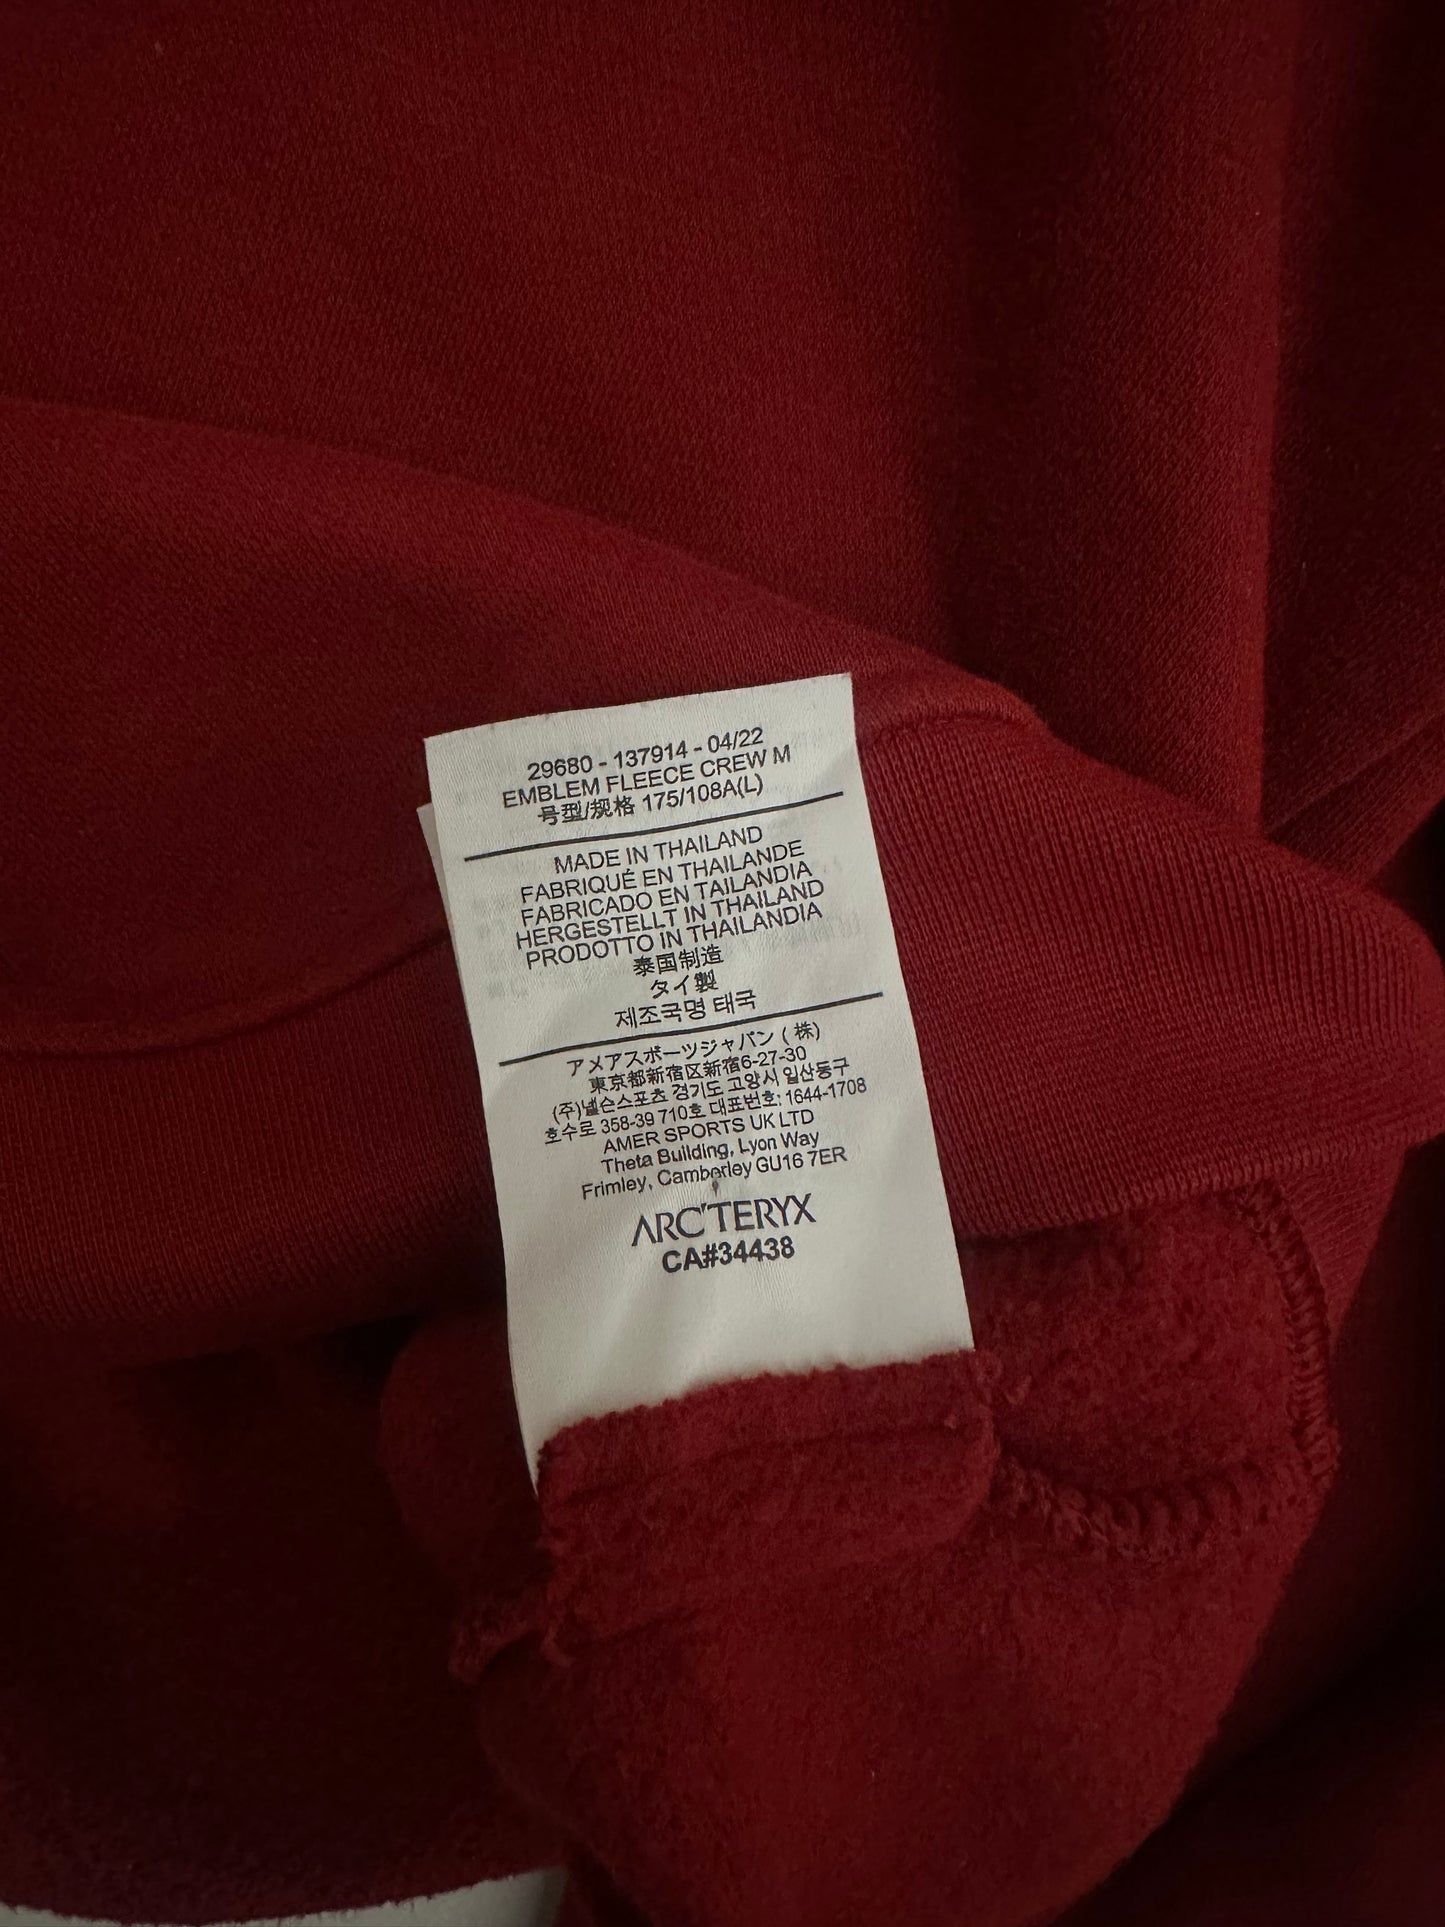 29680 - 137914 - 04/22
EMBLEM FLEECE CREW M
号型/规格 175/108A(L)
MADE IN THAILAND
FABRIQUÉ EN THAILANDE
FABRICADO EN TAILANDIA
HERGESTELLT IN THAILAND
PRODOTTO IN THAILANDIA
泰国制造
タイ製
제조국명 태국
アメアスポーツジャパン ( 株)
東京都新宿区新宿6-27-30
(주)넬슨스포츠 경기도 고양시 일산동구
호수로 358-39 710호 대표번호: 1644-1708
AMER SPORTS UK LTD
Theta Building, Lyon Way
Frimley, Camberley GU16 7ER
ARC'TERYX
CA#34438